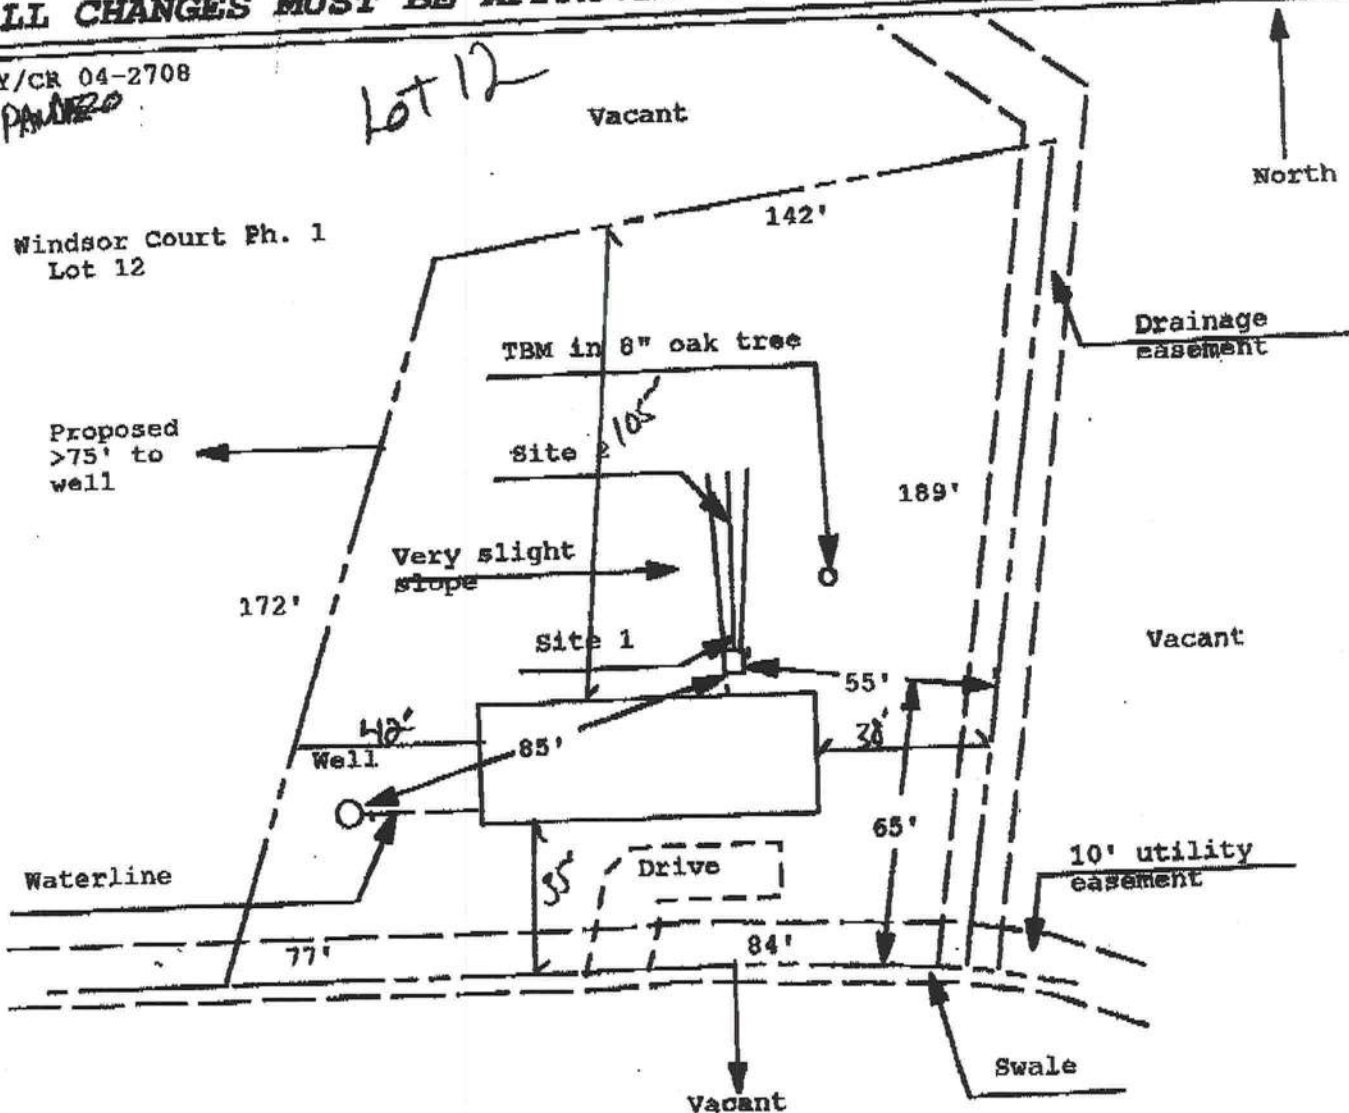 LL CHANGES MUST BE
Y/CR 04-2708
Lot 12
Vacant
North
142'
Windsor Court Ph. 1
Lot 12
Drainage
easement
TBM in 8" oak tree
105'
Proposed
>75' to
well
Site 2
189'
Very slight
slope
172'
Site 1
Vacant
55'
42'
38'
85'
Well
65'
10' utility
easement
Waterline
35'
Drive
77'
84'
Swale
Vacant